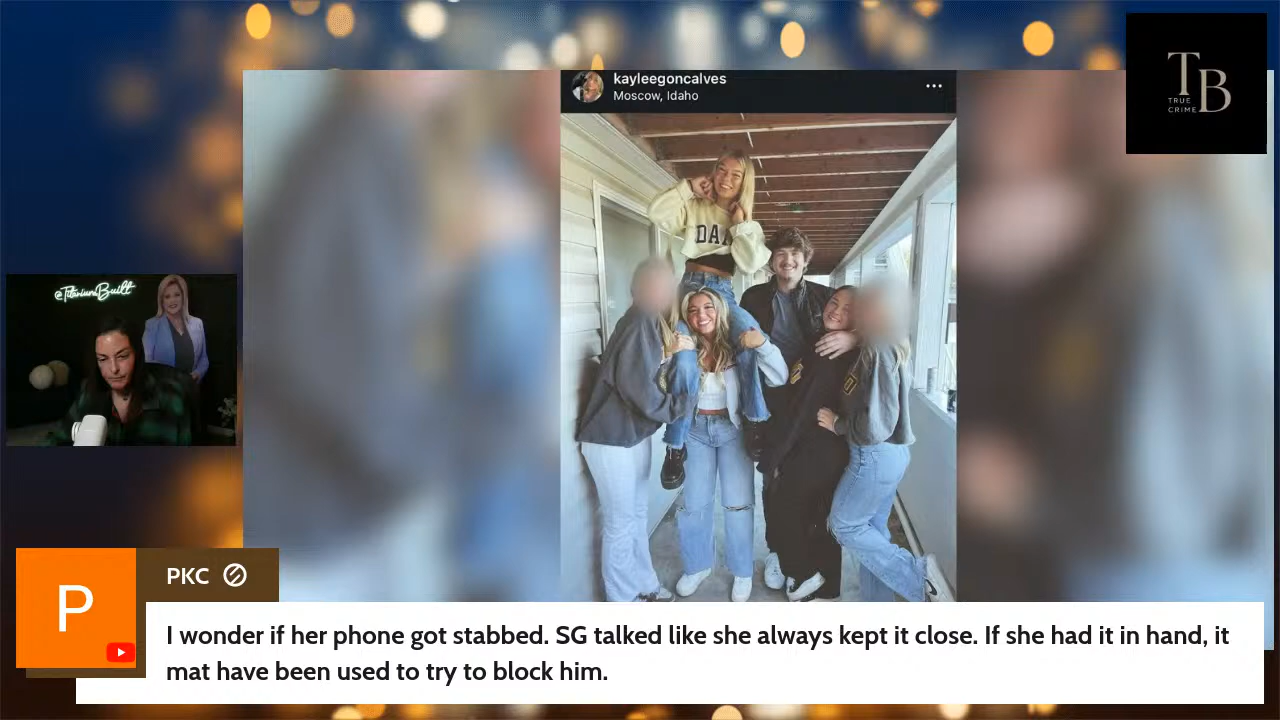 kayleegoncalves
Moscow, Idaho
TB
TRUE
CRIME
DA
@TitaniumBuilt
P
PKC
I wonder if her phone got stabbed. SG talked like she always kept it close. If she had it in hand, it
mat have been used to try to block him.